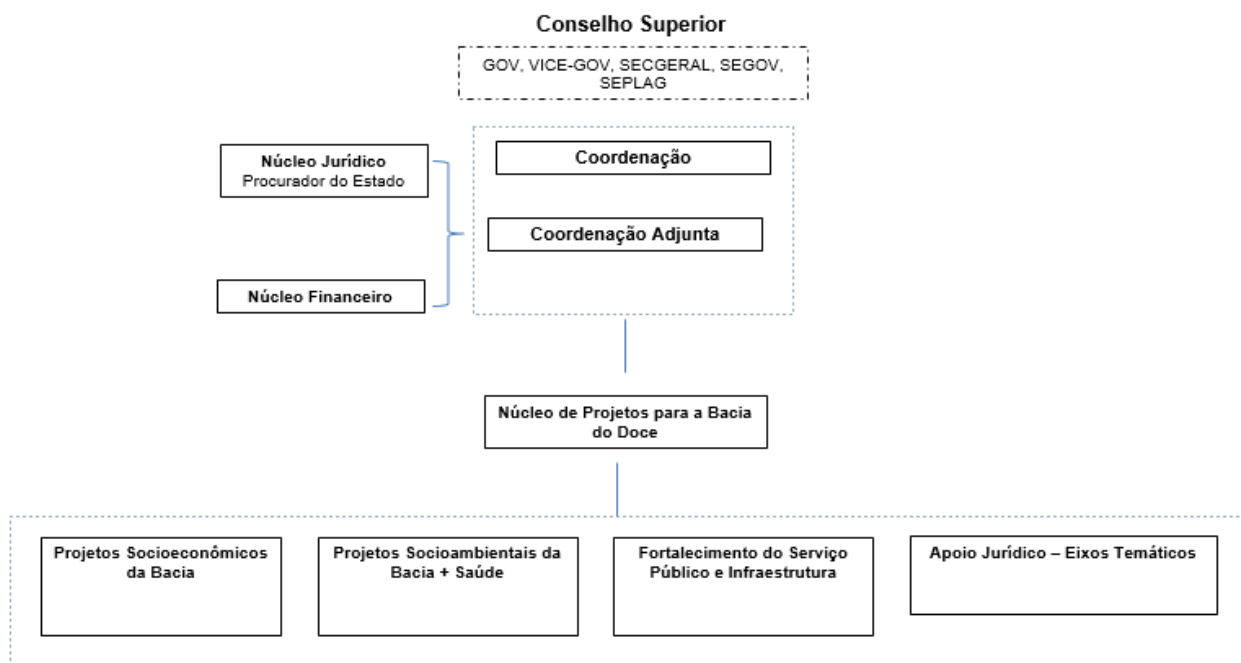 Conselho Superior
GOV, VICE-GOV, SECGERAL, SEGOV,
SEPLAG
Núcleo Jurídico
Procurador do Estado
Coordenação
Coordenação Adjunta
Núcleo Financeiro
Núcleo de Projetos para a Bacia
do Doce
Projetos Socioeconômicos
da Bacia
Projetos Socioambientais da
Bacia + Saúde
Fortalecimento do Serviço
Público e Infraestrutura
Apoio Jurídico – Eixos Temáticos